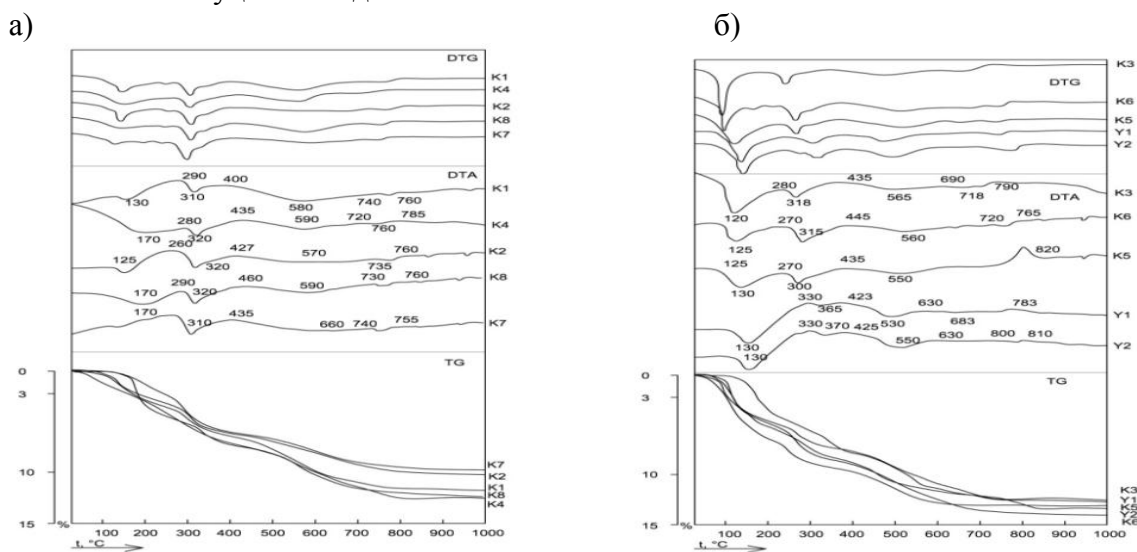 а)
б)
DTG
K1
K4
K2
K8
K7
DTA
290
400
K1
130
310
435
580
740
760
280
590
720
785
K4
170
260
320
427
570
760
760
K2
125
320
735
290
460
730
760
K8
170
320
590
170
310
435
660
740
755
K7
TG
0
3
10
15
%
K7
K2
K1
K8
K4
100 200 300 400 500 600 700 800 900 1000
t, °C
K3
DTG
K6
K5
Y1
Y2
435
690
280
790
318
565
718
K3
DTA
120
270
445
720
765
K6
315
560
125
125
435
820
K5
270
300
550
130
330
423
630
783
365
Y1
530
683
130
330
370
425
630
800
810
130
550
Y2
TG
0
3
10
15
%
K3
Y1
K5
Y2
K6
100 200 300 400 500 600 700 800 900 1000
t, °C